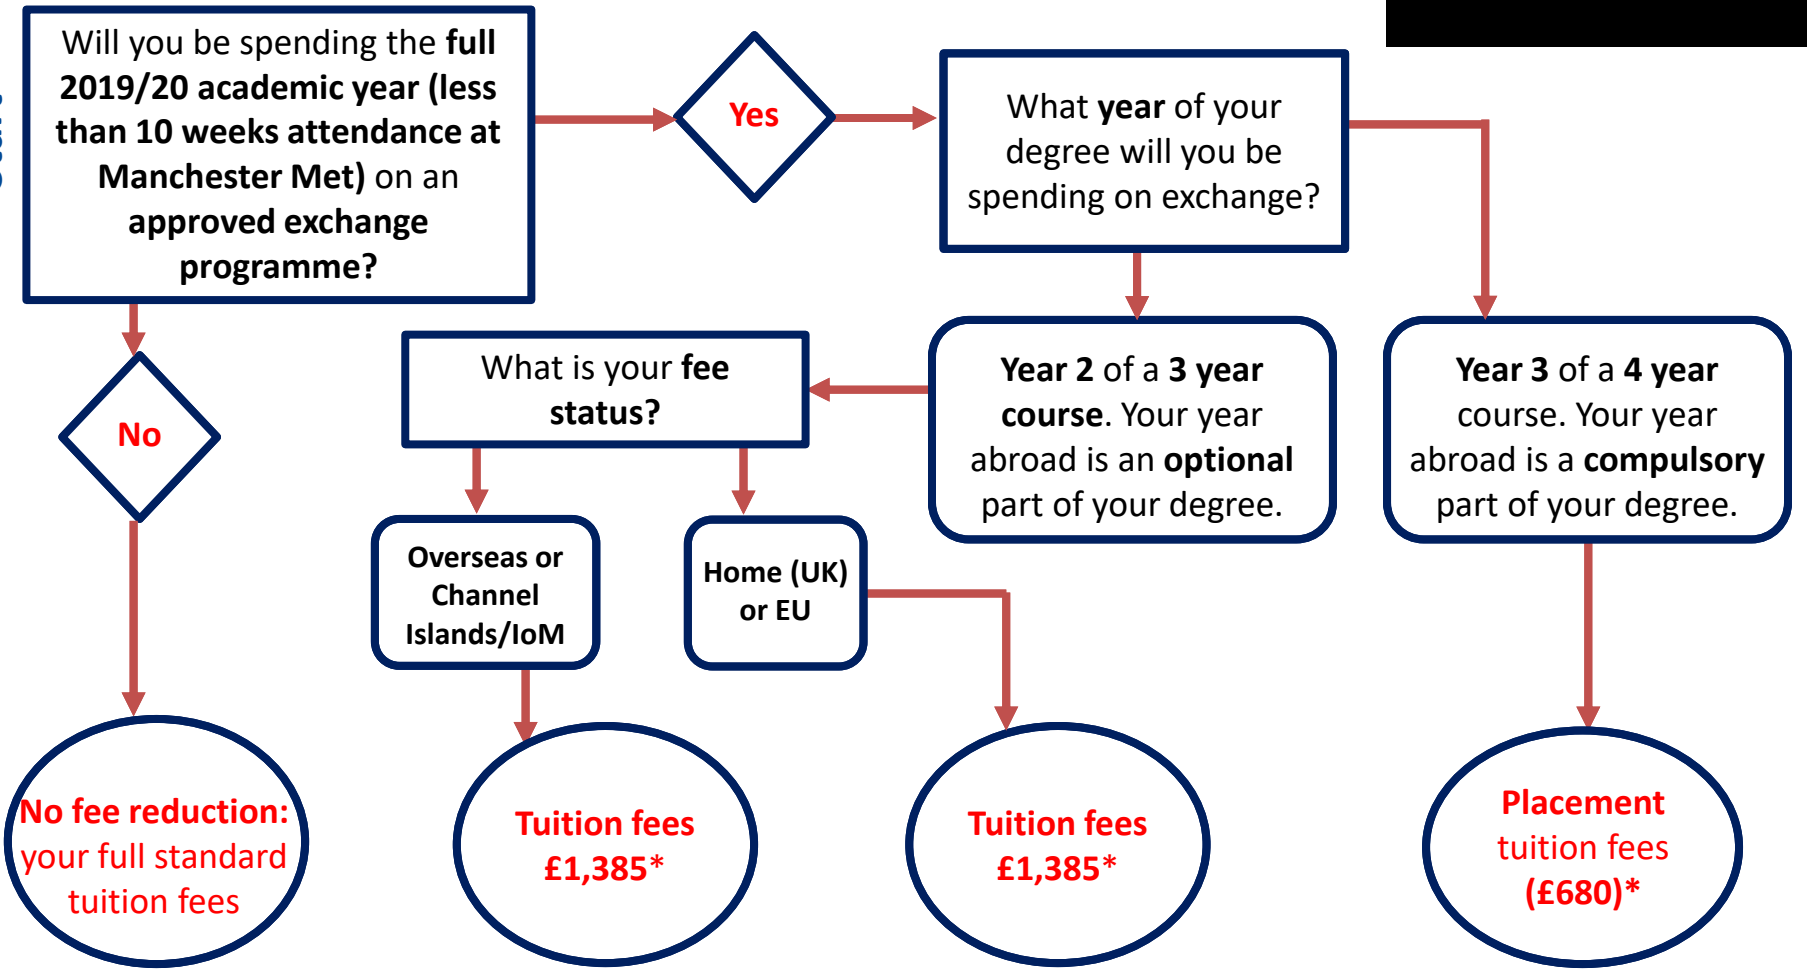 Will you be spending the full
2019/20 academic year (less
than 10 weeks attendance at
Manchester Met) on an
approved exchange
programme?
Yes
What year of your
degree will you be
spending on exchange?
No
What is your fee
status?
Year 2 of a 3 year
course. Your year
abroad is an optional
part of your degree.
Year 3 of a 4 year
course. Your year
abroad is a compulsory
part of your degree.
Overseas or
Channel
Islands/IoM
Home (UK)
or EU
No fee reduction:
your full standard
tuition fees
Tuition fees
£1,385*
Tuition fees
£1,385*
Placement
tuition fees
(£680)*